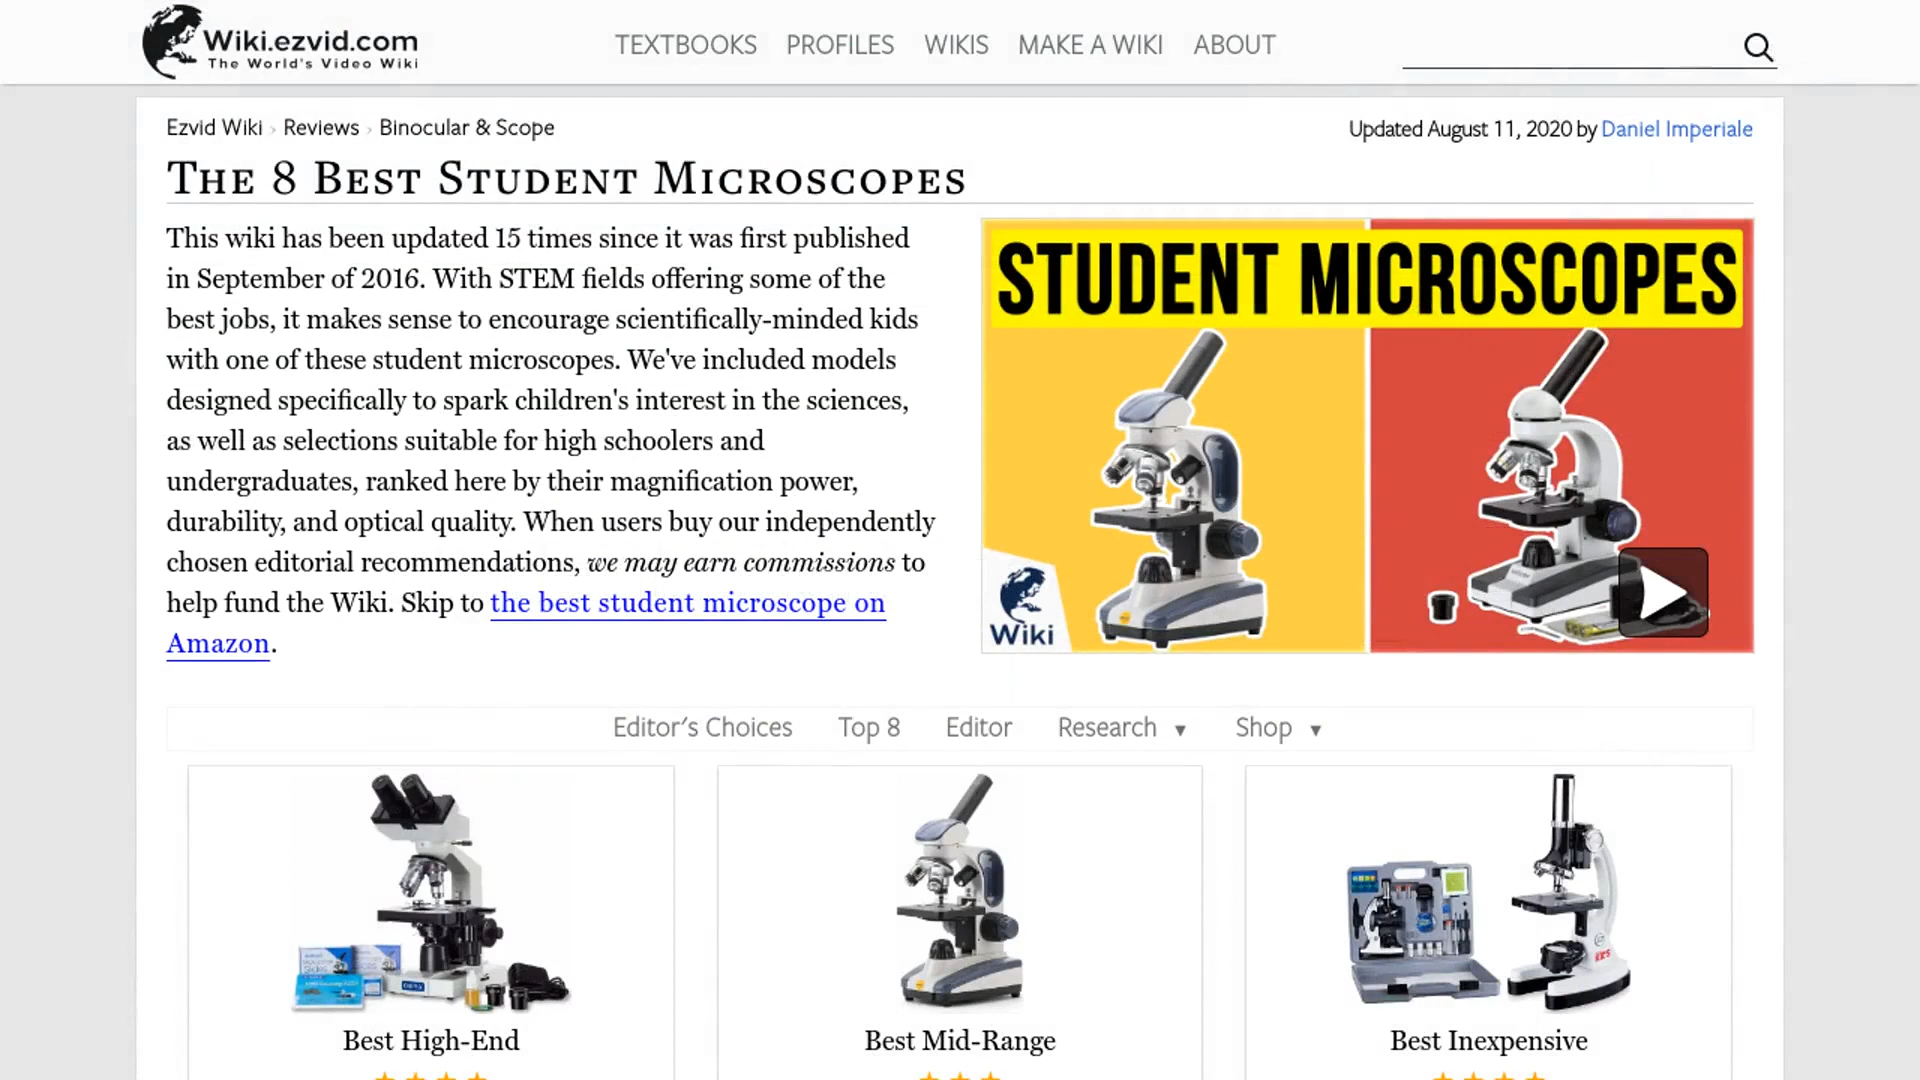 Wiki.ezvid.com
The World's Video Wiki
TEXTBOOKS PROFILES WIKIS MAKE A WIKI ABOUT
Ezvid Wiki › Reviews › Binocular & Scope
Updated August 11, 2020 by Daniel Imperiale
The 8 Best Student Microscopes
This wiki has been updated 15 times since it was first published
in September of 2016. With STEM fields offering some of the
best jobs, it makes sense to encourage scientifically-minded kids
with one of these student microscopes. We've included models
designed specifically to spark children's interest in the sciences,
as well as selections suitable for high schoolers and
undergraduates, ranked here by their magnification power,
durability, and optical quality. When users buy our independently
chosen editorial recommendations, we may earn commissions to
help fund the Wiki. Skip to the best student microscope on
Amazon.
STUDENT MICROSCOPES
Wiki
Editor's Choices Top 8 Editor Research ▼ Shop ▼
Best High-End
Best Mid-Range
Best Inexpensive